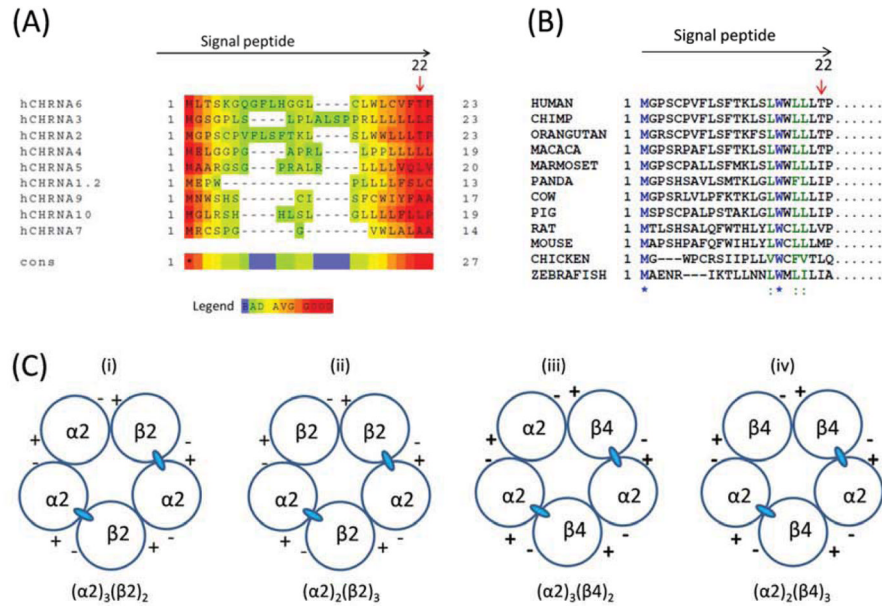 (A)
Signal peptide
22
hCHRNA6 1 MLTSKGQGFLHGGL----CLWLCVFTP 23
hCHRNA3 1 MGSGPLS----LPLALSPPRLLLLLLS 23
hCHRNA2 1 MGPSCPVFLSFTKL----SLWWLLLTP 23
hCHRNA4 1 MELGGPG---APRL-----LPPLLLLL 19
hCHRNA5 1 MAARGSG---PRALR----LLLLVQLV 20
hCHRNA1.2 1 MEPW--------------PLLLLFSLC 13
hCHRNA9 1 MNWSHS------CI----SFCWIYFAA 17
hCHRNA10 1 MGLRSH----HLSL----GLLLLFLLP 19
hCHRNA7 1 MRCSPG------G-------VWLALAA 14
cons 1 * 27
Legend BAD AVG GOOD
(B)
Signal peptide
22
HUMAN 1 MGPSCPVFLSFTKLSLWWLLLTP......
CHIMP 1 MGPSCPVFLSFTKLSLCWLLLTP......
ORANGUTAN 1 MGRSCPVFLSFTKLSLWWLLLTP......
MACACA 1 MSRSCPAFLSFTKLSLWWLLLTP......
MARMOSET 1 MGPSCPALLSFMKLSLWWLLLIP......
PANDA 1 MGPSHSAVLSMTKLGLWWFLLIP......
COW 1 MGPSRLVLPFKTKLGLWWLLLIP......
PIG 1 MSPSCPALPSTAKLGLWWLLLIP......
RAT 1 MTLSHSALQFWTHLYLWCLLLVP......
MOUSE 1 MAPSHPAFQFWIHLYLWCLLLMP......
CHICKEN 1 MG---WPCRSIIPLLVWCFVTLQ......
ZEBRAFISH 1 MAENR---IKTLLNNLWMLILIA......
* :* ::
(C)
(i) (ii) (iii) (iv)
- + - + - + - +
α2 β2 β2 β2 α2 β4 β4 β4
+ - + - + - + -
- + - + - + - +
α2 α2 α2 α2 α2 α2 α2 α2
β2 β2 β4 β4
+ - + - + - + - + - + - + - + -
(α2)₃(β2)₂ (α2)₂(β2)₃ (α2)₃(β4)₂ (α2)₂(β4)₃